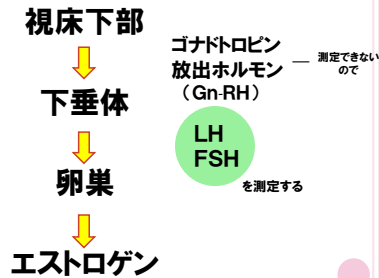 視床下部
ゴナドトロピン
放出ホルモン
（Gn-RH）
測定できない
ので
下垂体
LH
FSH
を測定する
卵巣
エストロゲン